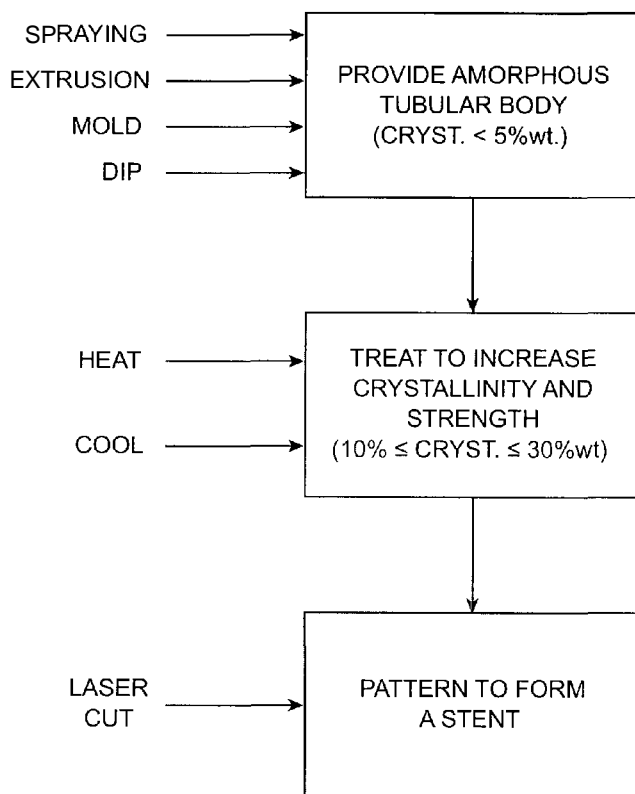 SPRAYING
EXTRUSION
MOLD
DIP
PROVIDE AMORPHOUS
TUBULAR BODY
(CRYST. < 5%wt.)
HEAT
COOL
TREAT TO INCREASE
CRYSTALLINITY AND
STRENGTH
(10% ≤ CRYST. ≤ 30%wt)
LASER
CUT
PATTERN TO FORM
A STENT